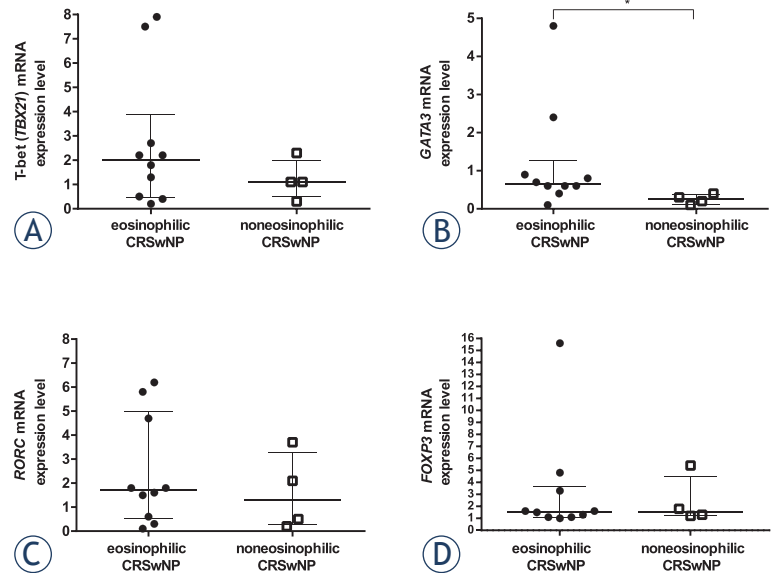 T-bet (TBX21) mRNA
expression level
8
7
6
5
4
3
2
1
0
eosinophilic
CRSwNP
noneosinophilic
CRSwNP
A
*
GATA3 mRNA
expression level
5
4
3
2
1
0
eosinophilic
CRSwNP
noneosinophilic
CRSwNP
B
RORC mRNA
expression level
8
7
6
5
4
3
2
1
0
eosinophilic
CRSwNP
noneosinophilic
CRSwNP
C
FOXP3 mRNA
expression level
16
15
14
13
12
11
10
9
8
7
6
5
4
3
2
1
0
eosinophilic
CRSwNP
noneosinophilic
CRSwNP
D